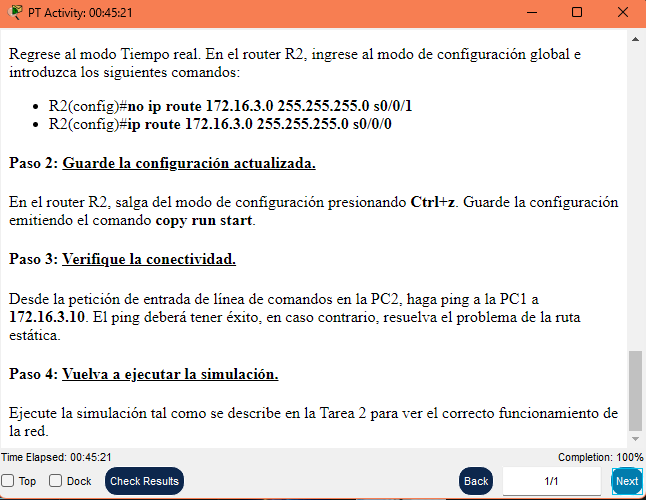 PT Activity: 00:45:21
Regrese al modo Tiempo real. En el router R2, ingrese al modo de configuración global e
introduzca los siguientes comandos:
• R2(config)#no ip route 172.16.3.0 255.255.255.0 s0/0/1
• R2(config)#ip route 172.16.3.0 255.255.255.0 s0/0/0
Paso 2: Guarde la configuración actualizada.
En el router R2, salga del modo de configuración presionando Ctrl+z. Guarde la configuración
emitiendo el comando copy run start.
Paso 3: Verifique la conectividad.
Desde la petición de entrada de línea de comandos en la PC2, haga ping a la PC1 a
172.16.3.10. El ping deberá tener éxito, en caso contrario, resuelva el problema de la ruta
estática.
Paso 4: Vuelva a ejecutar la simulación.
Ejecute la simulación tal como se describe en la Tarea 2 para ver el correcto funcionamiento de
la red.
Time Elapsed: 00:45:21 Completion: 100%
Top Dock Check Results Back 1/1 Next